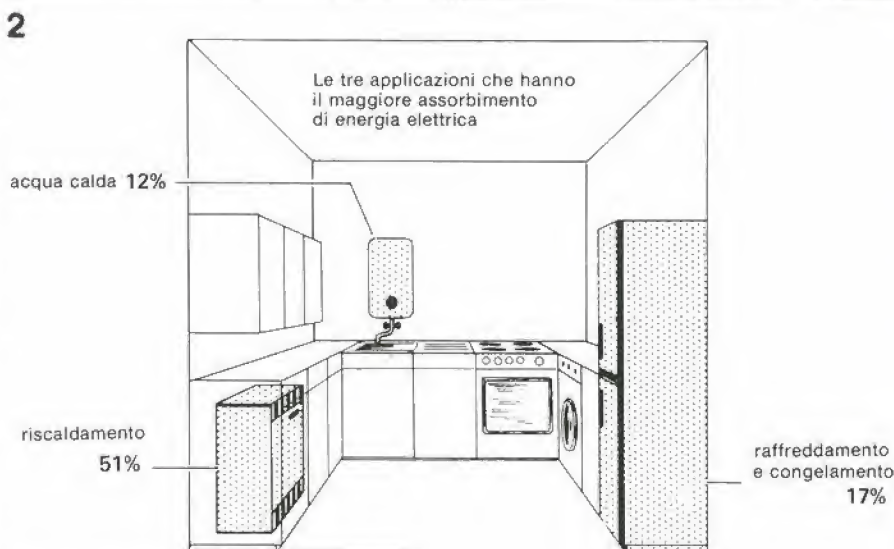 2
Le tre applicazioni che hanno
il maggiore assorbimento
di energia elettrica
acqua calda 12%
riscaldamento
51%
raffreddamento
e congelamento
17%